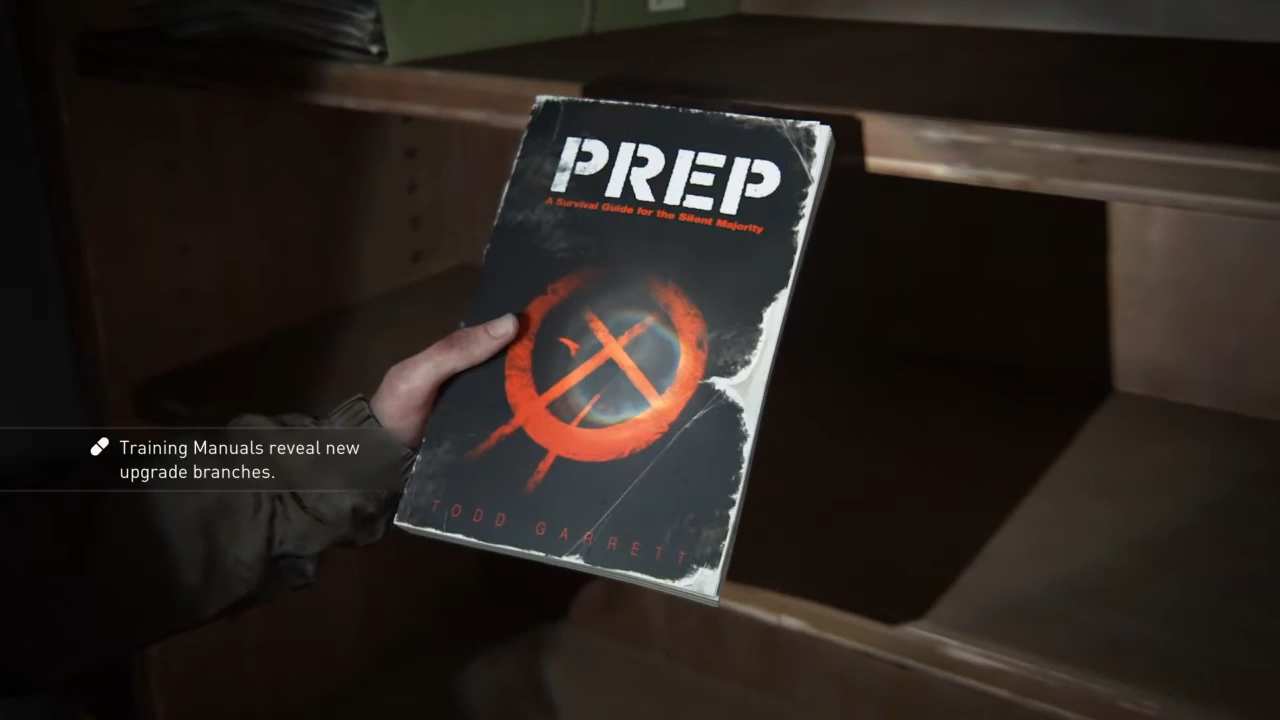 PREP
A Survival Guide for the Silent Majority
TODD GARRETT
Training Manuals reveal new
upgrade branches.